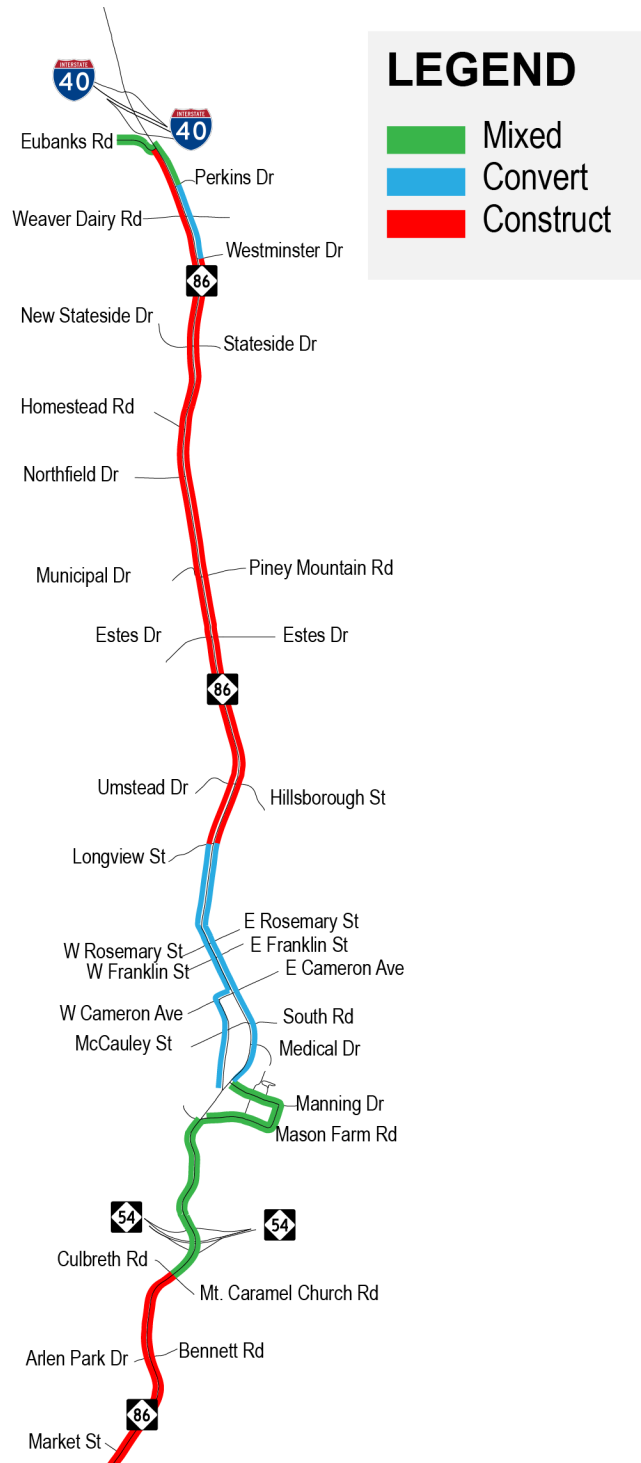 INTERSTATE
40
INTERSTATE
40
LEGEND
Mixed
Convert
Construct
Eubanks Rd
Perkins Dr
Weaver Dairy Rd
Westminster Dr
86
New Stateside Dr
Stateside Dr
Homestead Rd
Northfield Dr
Municipal Dr
Piney Mountain Rd
Estes Dr
Estes Dr
86
Umstead Dr
Hillsborough St
Longview St
E Rosemary St
W Rosemary St
E Franklin St
W Franklin St
E Cameron Ave
W Cameron Ave
South Rd
McCauley St
Medical Dr
Manning Dr
Mason Farm Rd
54
54
Culbreth Rd
Mt. Caramel Church Rd
Bennett Rd
Arlen Park Dr
86
Market St